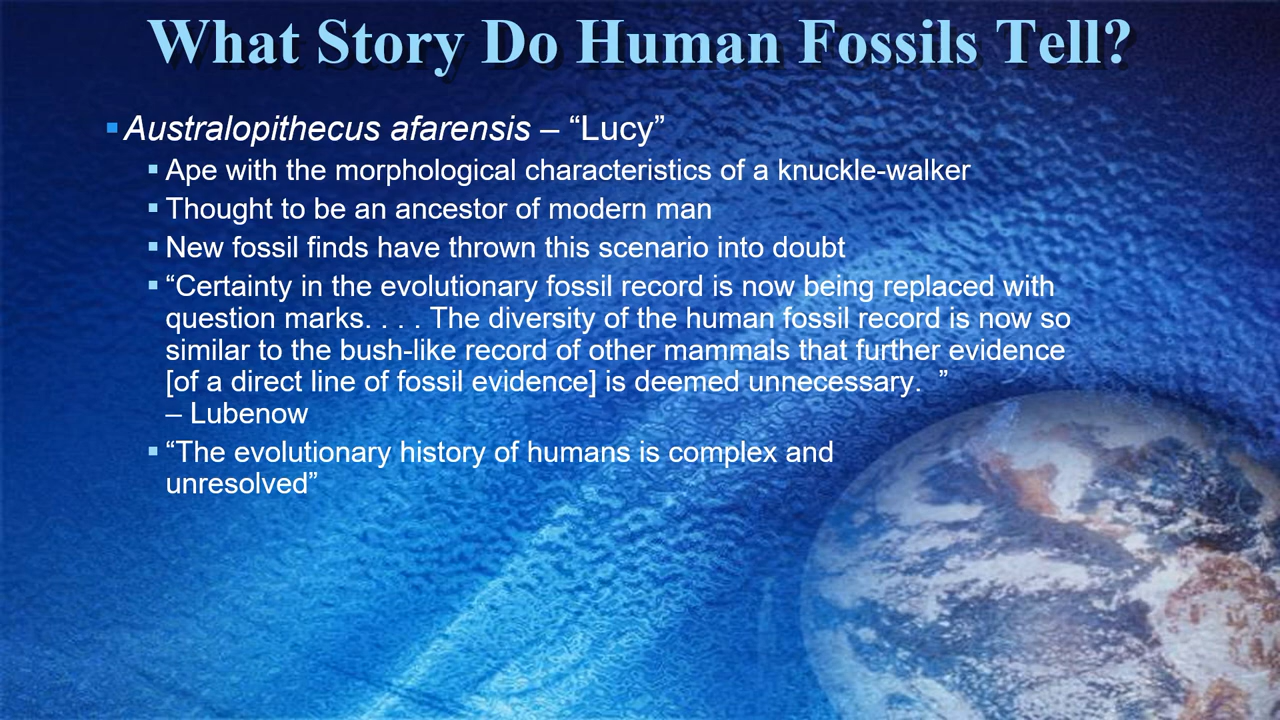 What Story Do Human Fossils Tell?
Australopithecus afarensis – “Lucy”
Ape with the morphological characteristics of a knuckle-walker
Thought to be an ancestor of modern man
New fossil finds have thrown this scenario into doubt
“Certainty in the evolutionary fossil record is now being replaced with
question marks. . . . The diversity of the human fossil record is now so
similar to the bush-like record of other mammals that further evidence
[of a direct line of fossil evidence] is deemed unnecessary.  ”
– Lubenow
“The evolutionary history of humans is complex and
unresolved”